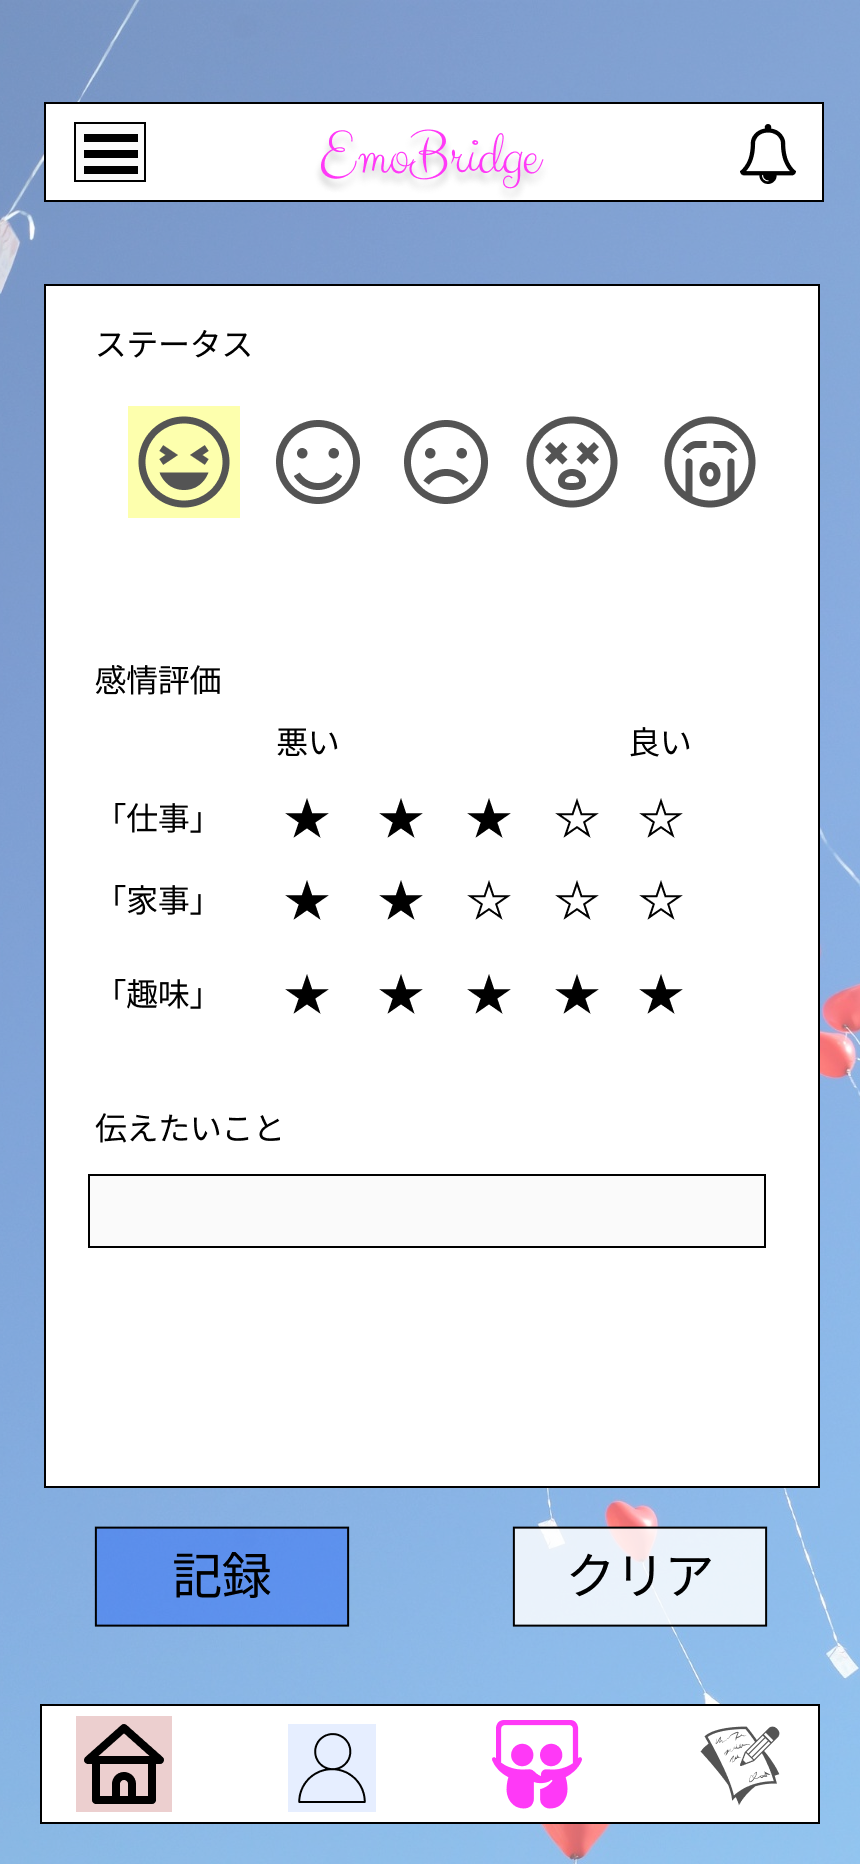 EmoBridge
ステータス
感情評価
悪い 良い
「仕事」 ★ ★ ★ ☆ ☆
「家事」 ★ ★ ☆ ☆ ☆
「趣味」 ★ ★ ★ ★ ★
伝えたいこと
記録 クリア